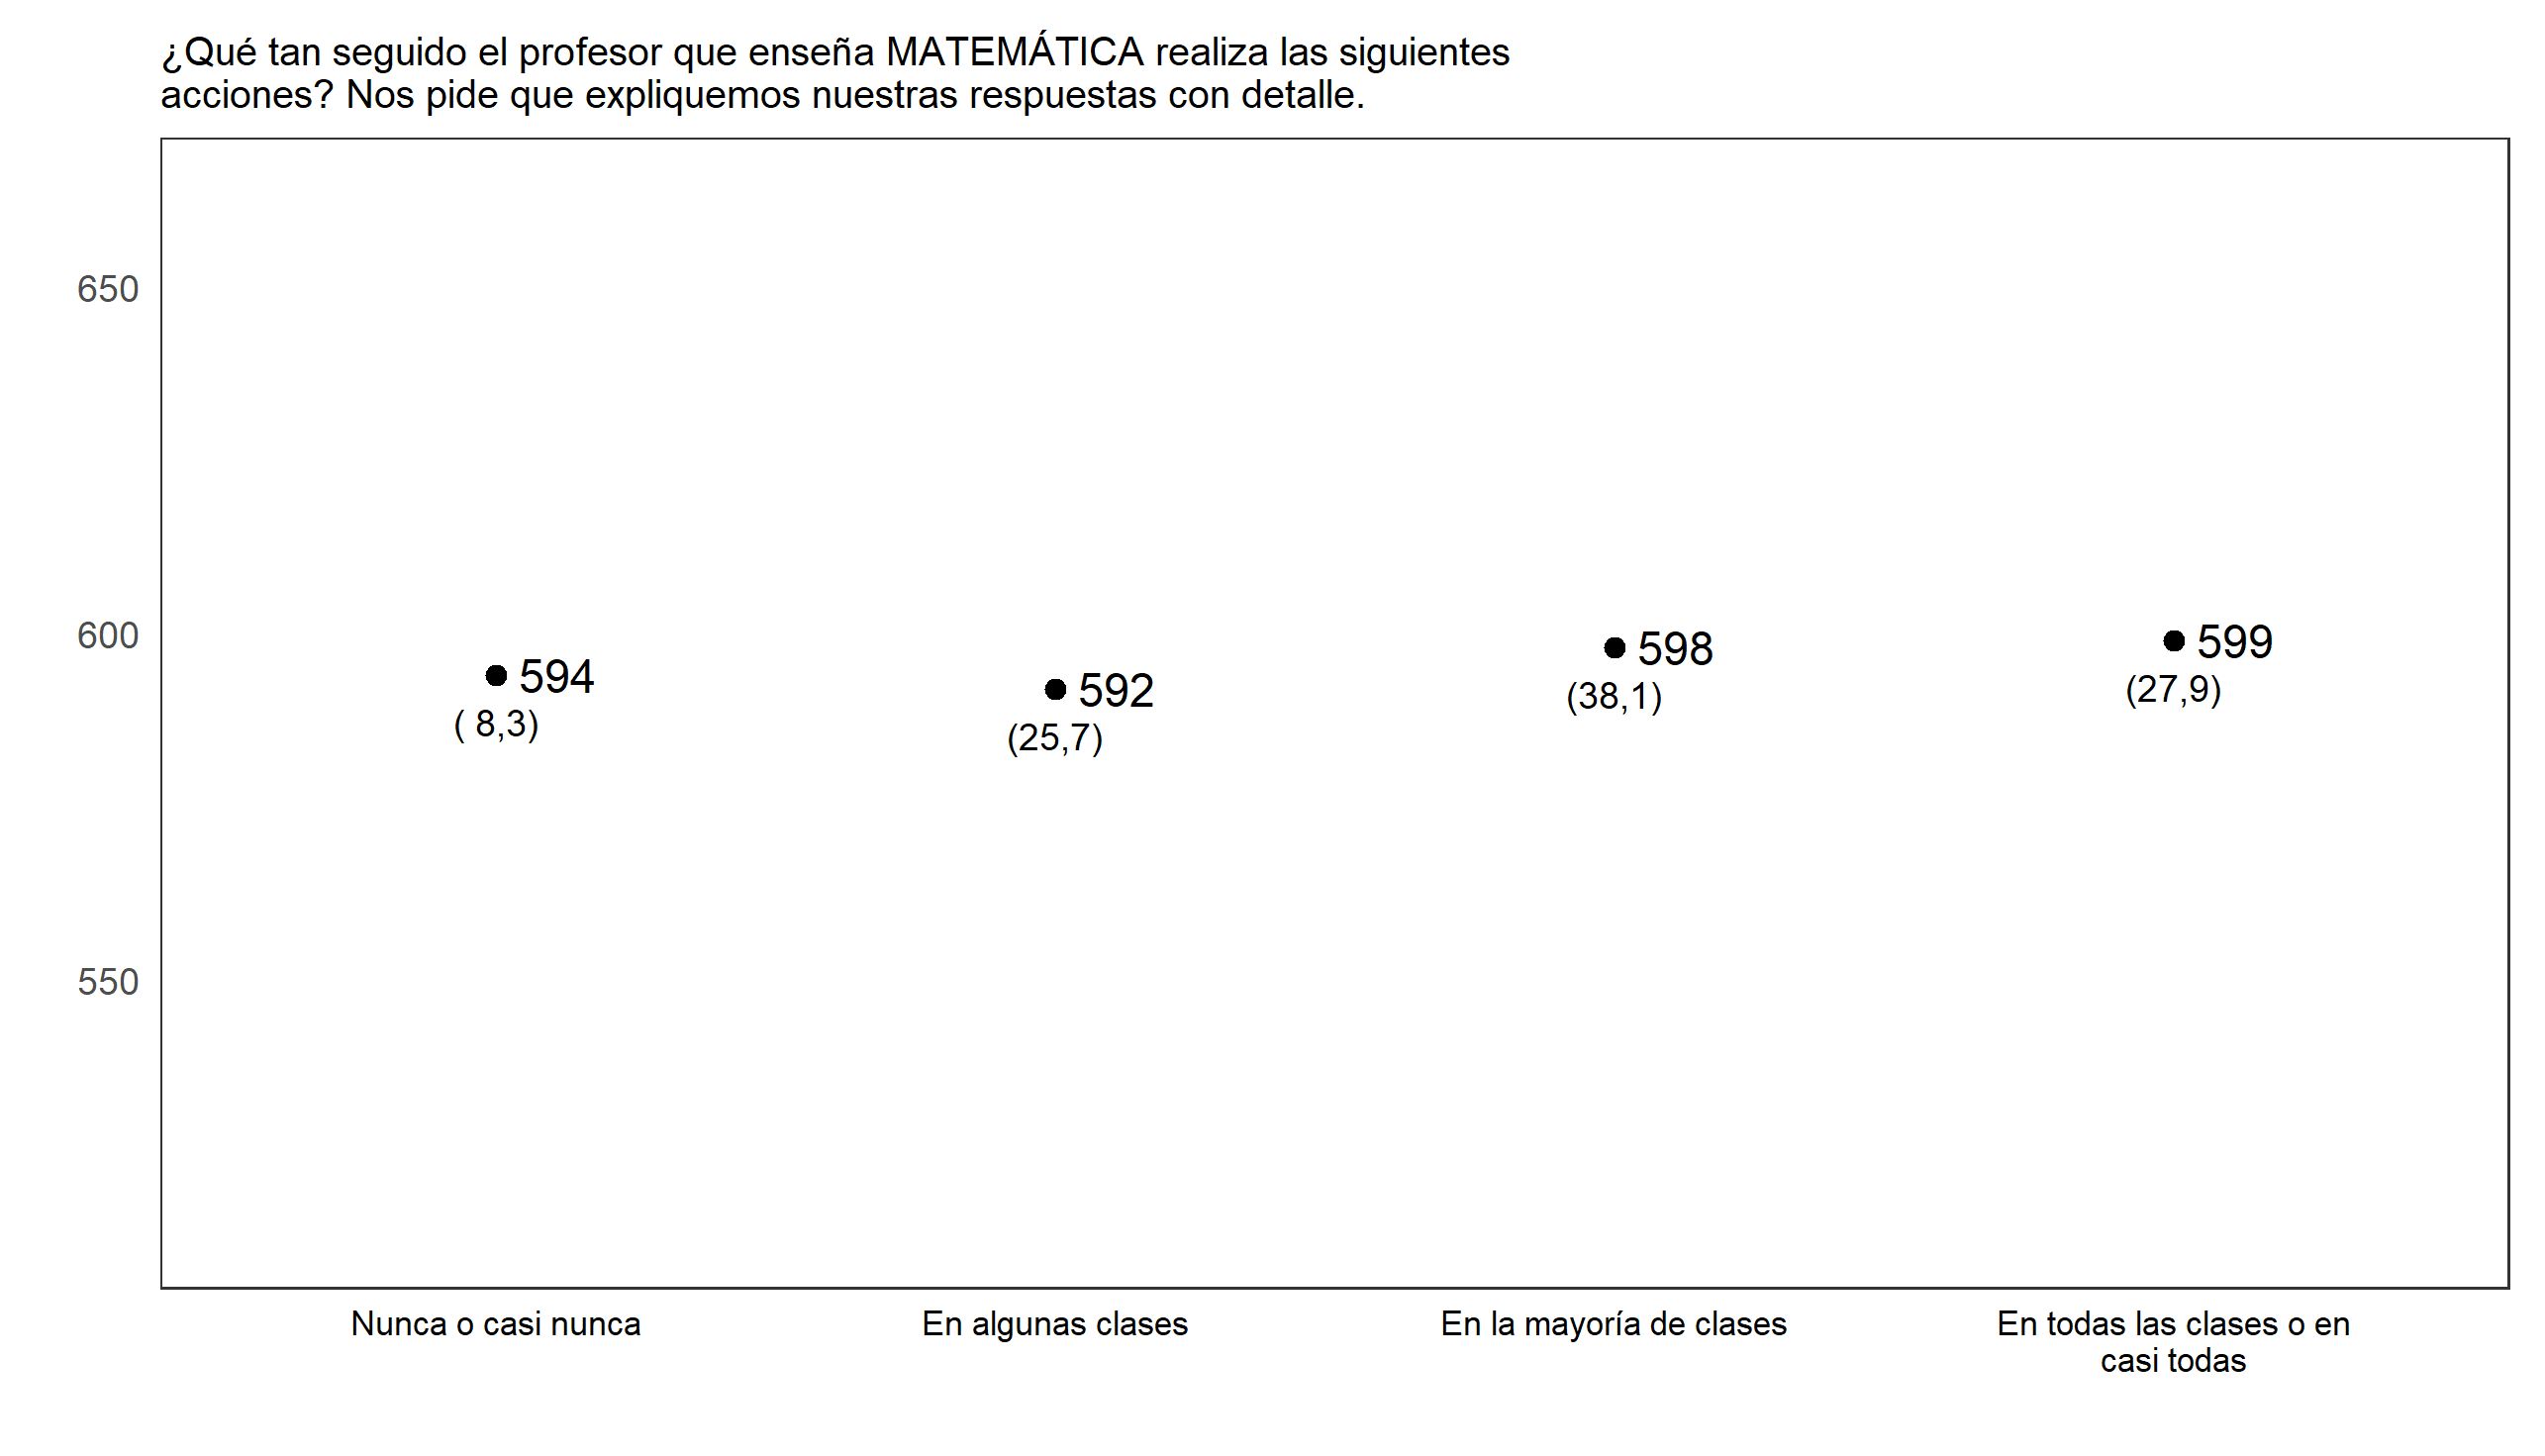 ¿Qué tan seguido el profesor que enseña MATEMÁTICA realiza las siguientes
acciones? Nos pide que expliquemos nuestras respuestas con detalle.
650
600
550
594
( 8,3)
592
(25,7)
598
(38,1)
599
(27,9)
Nunca o casi nunca
En algunas clases
En la mayoría de clases
En todas las clases o en
casi todas